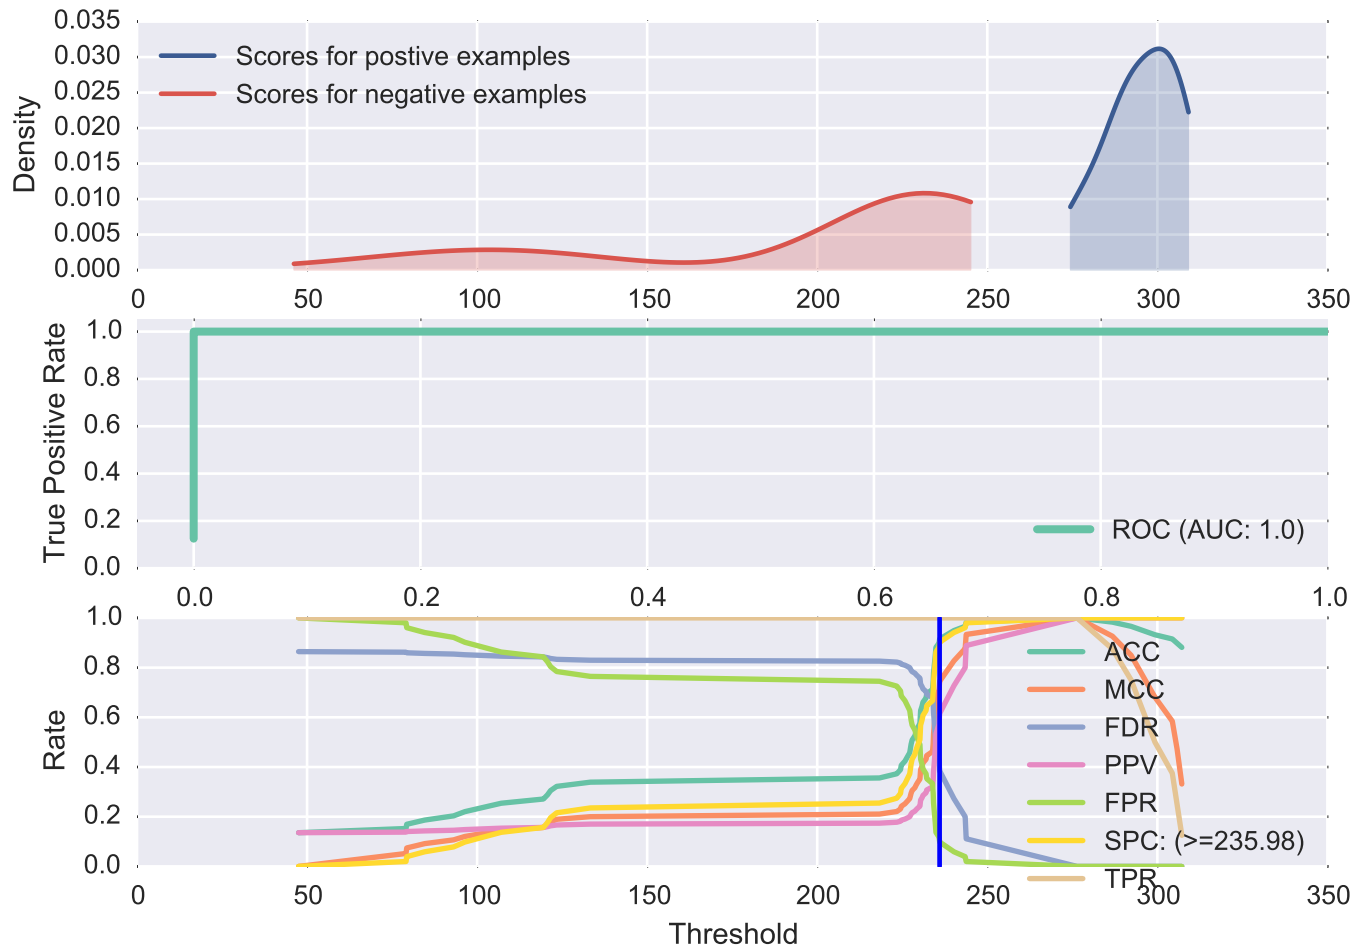 0.035
0.030
0.025
0.020
0.015
0.010
0.005
0.000
Density
Scores for postive examples
Scores for negative examples
0 50 100 150 200 250 300 350
1.0
0.8
0.6
0.4
0.2
0.0
True Positive Rate
ROC (AUC: 1.0)
0.0 0.2 0.4 0.6 0.8 1.0
1.0
0.8
0.6
0.4
0.2
0.0
Rate
ACC
MCC
FDR
PPV
FPR
SPC: (>=235.98)
TPR
0 50 100 150 200 250 300 350
Threshold